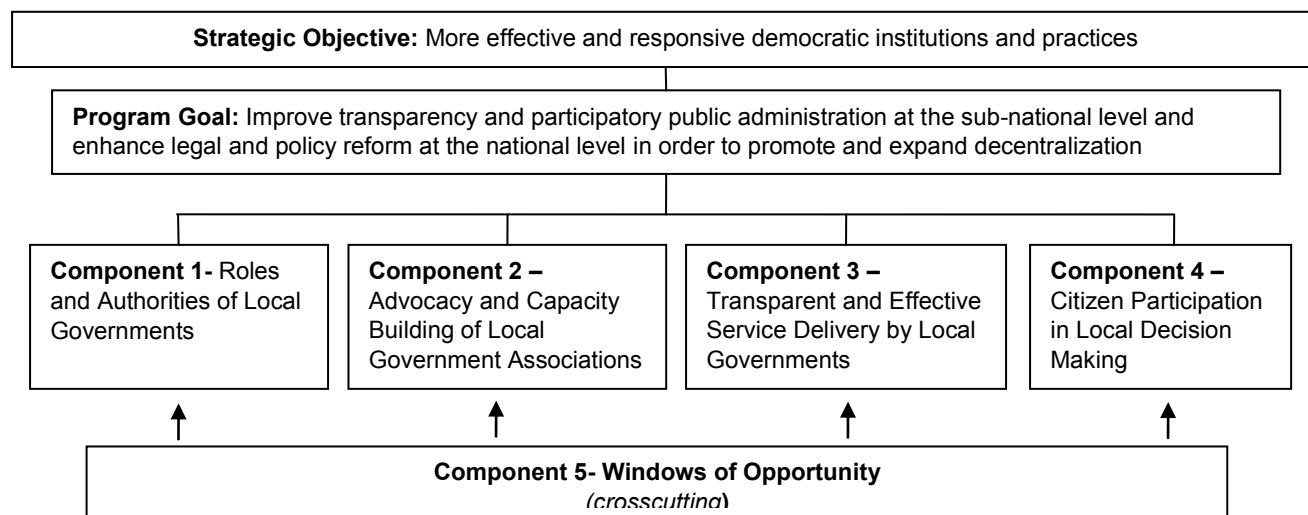 Strategic Objective: More effective and responsive democratic institutions and practices
Program Goal: Improve transparency and participatory public administration at the sub-national level and
enhance legal and policy reform at the national level in order to promote and expand decentralization
Component 1- Roles
and Authorities of Local
Governments
Component 2 –
Advocacy and Capacity
Building of Local
Government Associations
Component 3 –
Transparent and Effective
Service Delivery by Local
Governments
Component 4 –
Citizen Participation
in Local Decision
Making
Component 5- Windows of Opportunity
(crosscutting)